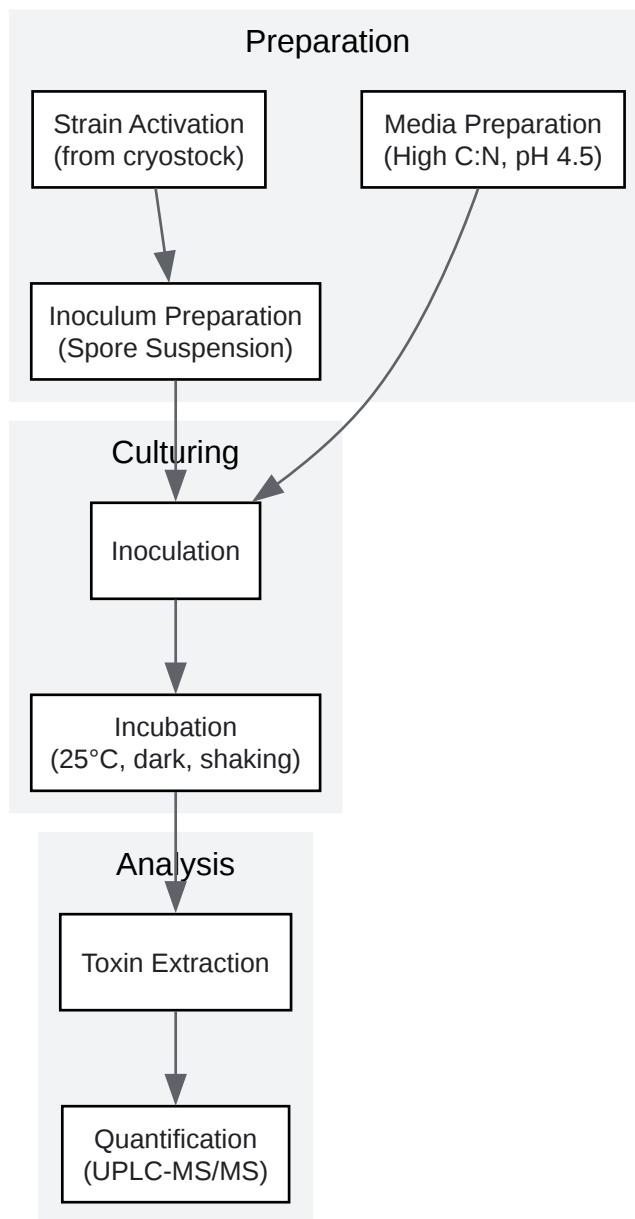 Preparation
Strain Activation
(from cryostock)
Media Preparation
(High C:N, pH 4.5)
Inoculum Preparation
(Spore Suspension)
Culturing
Inoculation
Incubation
(25°C, dark, shaking)
Analysis
Toxin Extraction
Quantification
(UPLC-MS/MS)